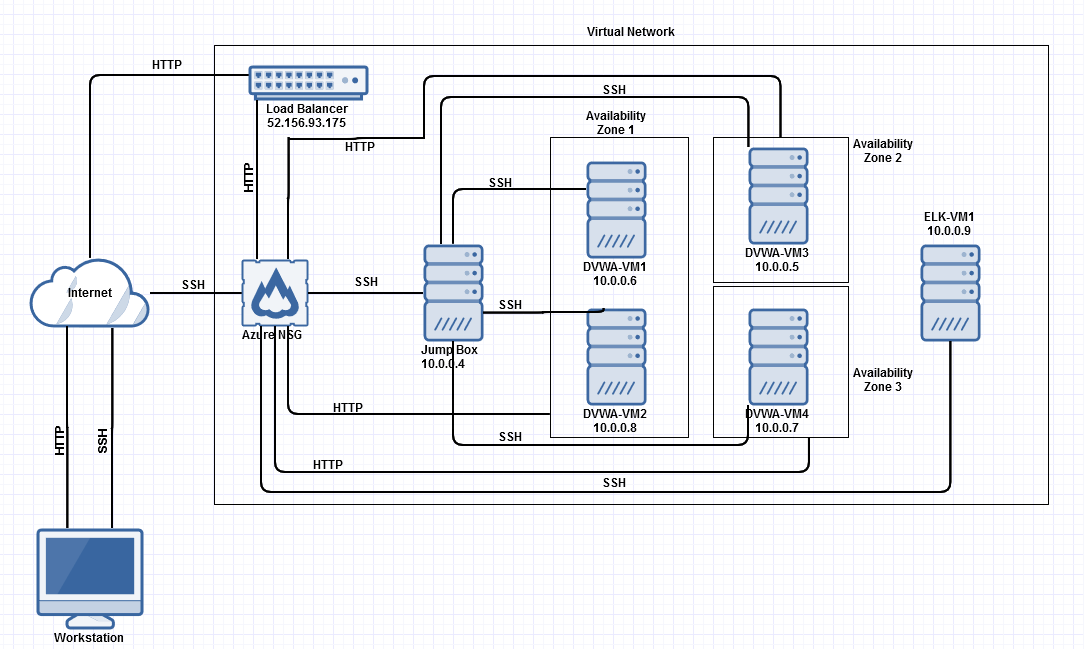 Virtual Network
HTTP
Load Balancer
52.156.93.175
SSH
HTTP
Availability
Zone 1
Availability
Zone 2
HTTP
SSH
ELK-VM1
10.0.0.9
DVWA-VM1
10.0.0.6
DVWA-VM3
10.0.0.5
Internet
SSH
SSH
SSH
Azure NSG
Jump Box
10.0.0.4
Availability
Zone 3
HTTP
DVWA-VM2
10.0.0.8
DVWA-VM4
10.0.0.7
HTTP
SSH
SSH
HTTP
SSH
Workstation